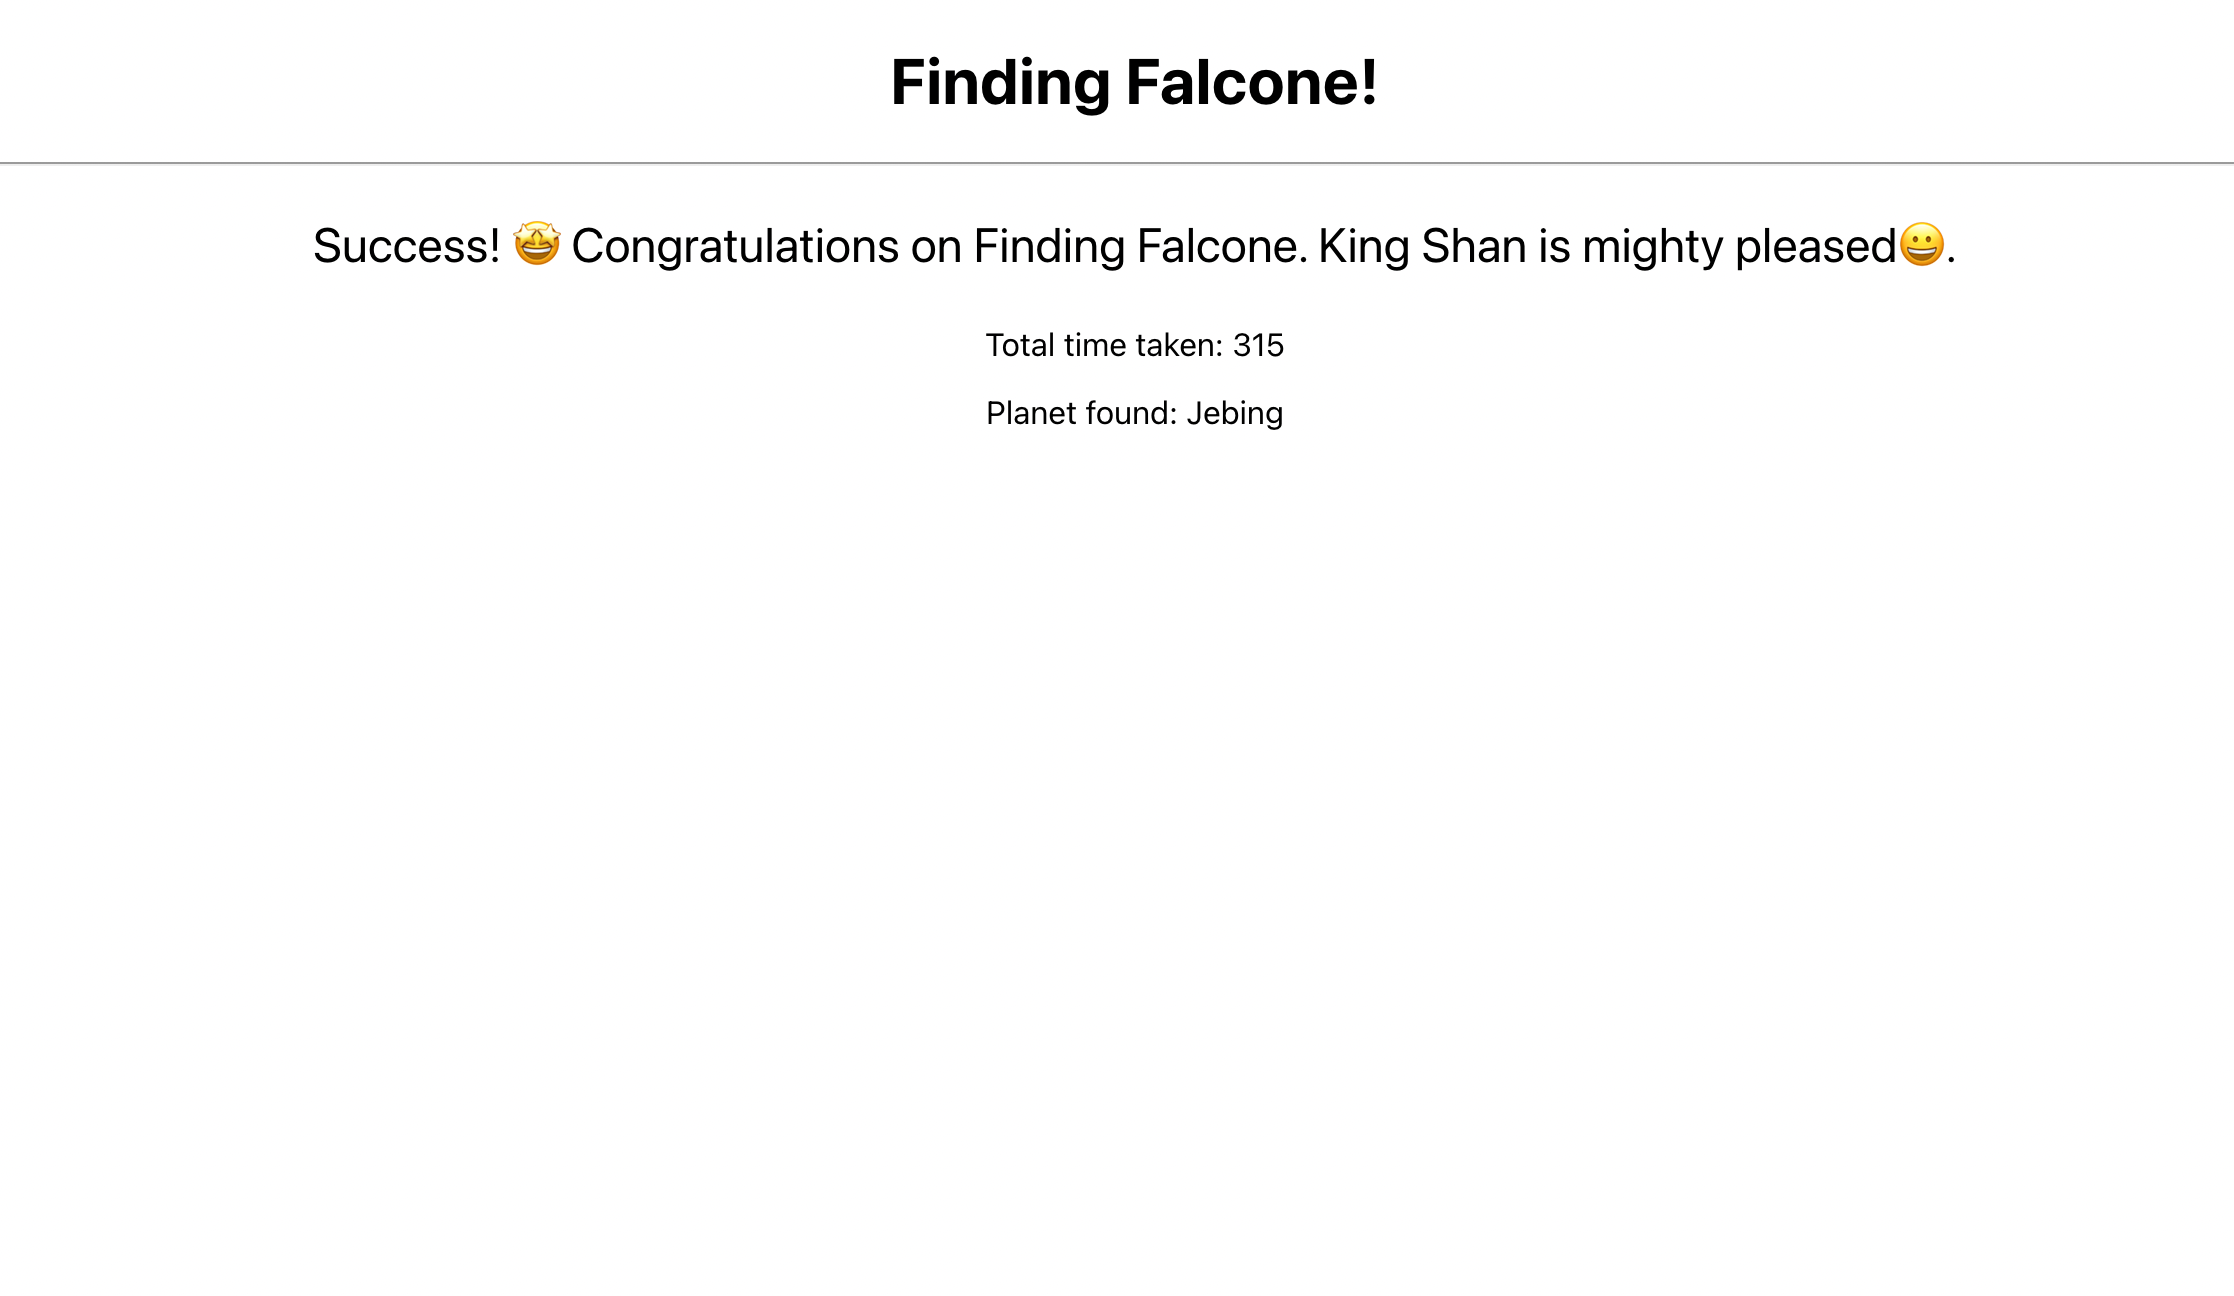 Finding Falcone!
Success! 🤩 Congratulations on Finding Falcone. King Shan is mighty pleased😀.
Total time taken: 315
Planet found: Jebing